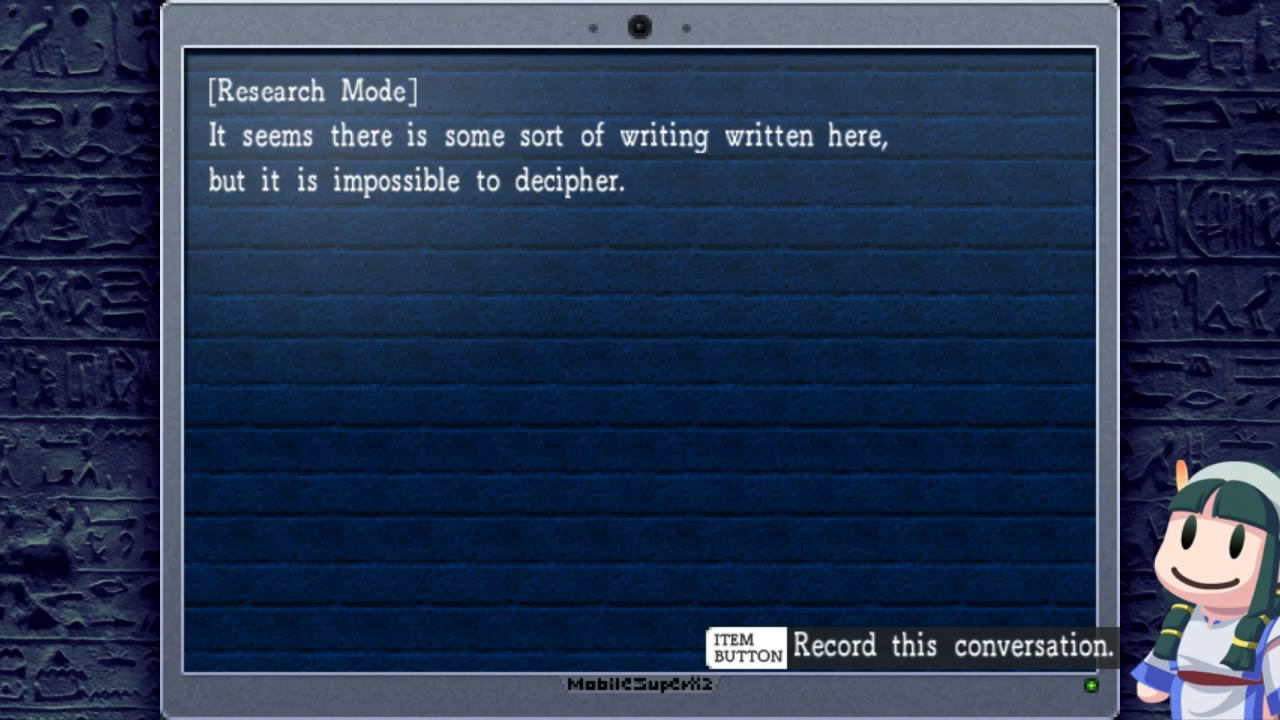 [Research Mode]
It seems there is some sort of writing written here,
but it is impossible to decipher.
ITEM
BUTTON
Record this conversation.
MobileSuperX2